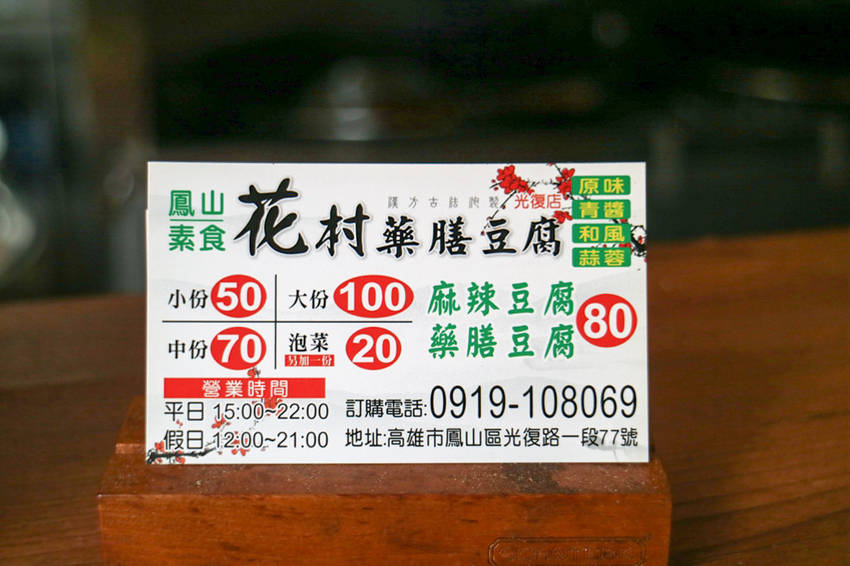 鳳山
素食
花村藥膳豆腐
漢方古法泡製
光復店
原味
青醬
和風
蒜蓉
小份 50
大份 100
中份 70
泡菜 20
另加一份
麻辣豆腐
藥膳豆腐
80
營業時間
平日 15:00~22:00
假日 12:00~21:00
訂購電話:0919-108069
地址:高雄市鳳山區光復路一段77號